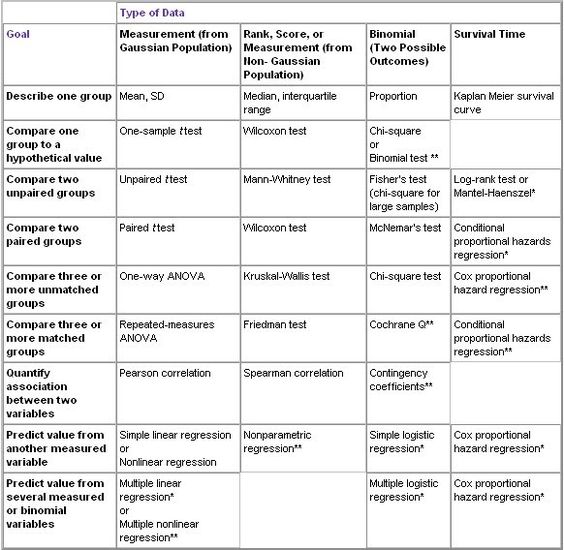 Type of Data
Goal
Measurement (from
Gaussian Population)
Rank, Score, or
Measurement (from
Non- Gaussian
Population)
Binomial
(Two Possible
Outcomes)
Survival Time
Describe one group
Mean, SD
Median, interquartile
range
Proportion
Kaplan Meier survival
curve
Compare one
group to a
hypothetical value
One-sample t test
Wilcoxon test
Chi-square
or
Binomial test **
Compare two
unpaired groups
Unpaired t test
Mann-Whitney test
Fisher's test
(chi-square for
large samples)
Log-rank test or
Mantel-Haenszel*
Compare two
paired groups
Paired t test
Wilcoxon test
McNemar's test
Conditional
proportional hazards
regression*
Compare three or
more unmatched
groups
One-way ANOVA
Kruskal-Wallis test
Chi-square test
Cox proportional
hazard regression**
Compare three or
more matched
groups
Repeated-measures
ANOVA
Friedman test
Cochrane Q**
Conditional
proportional hazards
regression**
Quantify
association
between two
variables
Pearson correlation
Spearman correlation
Contingency
coefficients**
Predict value from
another measured
variable
Simple linear regression
or
Nonlinear regression
Nonparametric
regression**
Simple logistic
regression*
Cox proportional
hazard regression*
Predict value from
several measured
or binomial
variables
Multiple linear
regression*
or
Multiple nonlinear
regression**
Multiple logistic
regression*
Cox proportional
hazard regression*